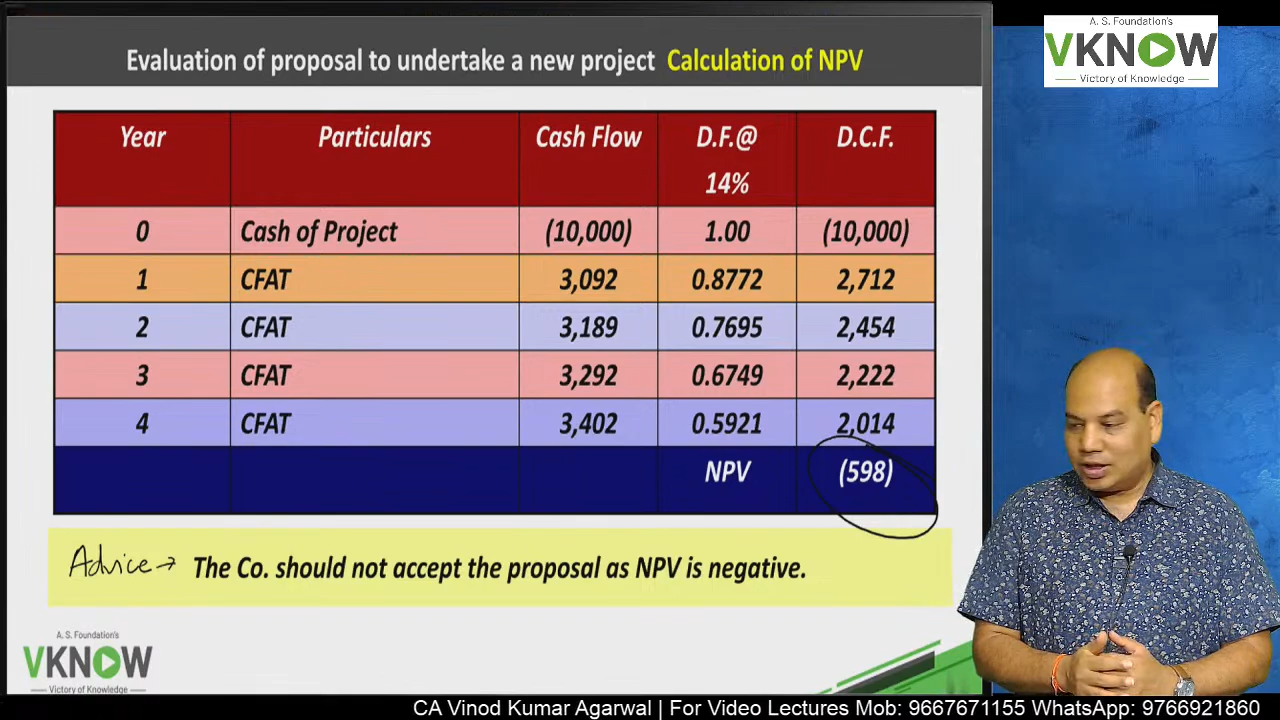 A. S. Foundation's
VKNOW
Victory of Knowledge
Evaluation of proposal to undertake a new project Calculation of NPV
Year Particulars Cash Flow D.F.@ 14% D.C.F.
0 Cash of Project (10,000) 1.00 (10,000)
1 CFAT 3,092 0.8772 2,712
2 CFAT 3,189 0.7695 2,454
3 CFAT 3,292 0.6749 2,222
4 CFAT 3,402 0.5921 2,014
NPV (598)
Advice → The Co. should not accept the proposal as NPV is negative.
A. S. Foundation's
VKNOW
Victory of Knowledge
CA Vinod Kumar Agarwal | For Video Lectures Mob: 9667671155 WhatsApp: 9766921860